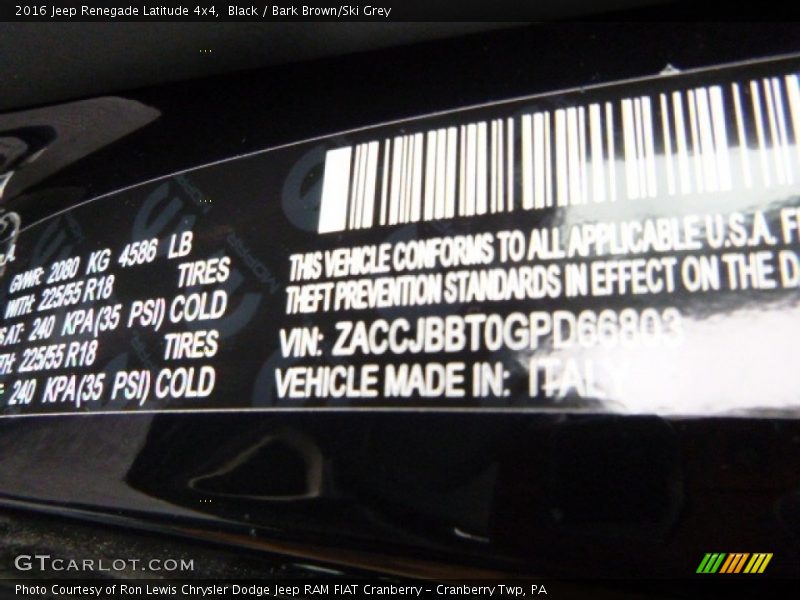 2016 Jeep Renegade Latitude 4x4,  Black / Bark Brown/Ski Grey
GVWR: 2080 KG 4586 LB
WITH: 225/55 R18 TIRES
AT: 240 KPA(35 PSI) COLD
225/55 R18 TIRES
240 KPA(35 PSI) COLD
THIS VEHICLE CONFORMS TO ALL APPLICABLE U.S.A.
THEFT PREVENTION STANDARDS IN EFFECT ON THE D
VIN: ZACCJBBT0GPD66803
VEHICLE MADE IN: ITALY
GTCARLOT.COM
Photo Courtesy of Ron Lewis Chrysler Dodge Jeep RAM FIAT Cranberry – Cranberry Twp, PA